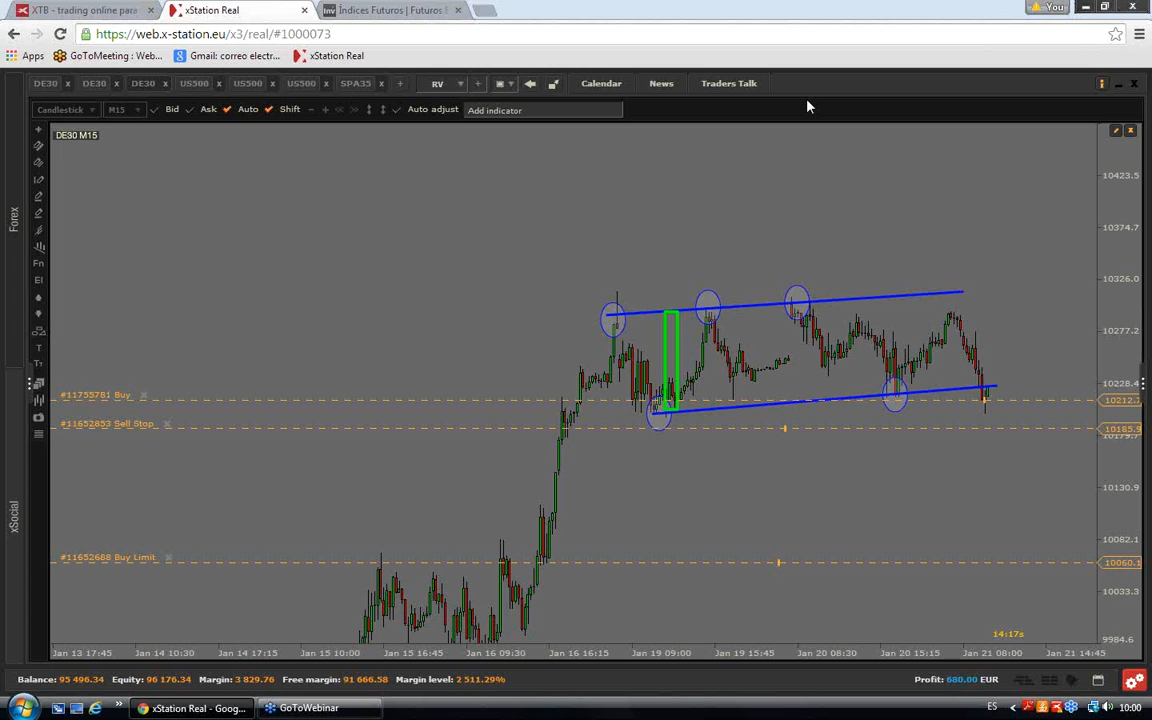 XTB - trading online para
xStation Real
Índices Futuros | Futuros E
You
https://web.x-station.eu/x3/real/#1000073
Apps
GoToMeeting : Web...
Gmail: correo electr...
xStation Real
DE30 DE30 DE30 US500 US500 US500 SPA35 RV Calendar News Traders Talk
Candlestick M15 Bid Ask Auto Shift Auto adjust Add indicator
DE30 M15
10423.5
10374.7
10326.0
10277.2
10228.4
#11755781 Buy
#11652853 Sell Stop
10185.9
10130.9
10082.1
#11652688 Buy Limit
10060.1
10033.3
9984.6
14:17s
Jan 13 17:45 Jan 14 10:30 Jan 14 17:15 Jan 15 10:00 Jan 15 16:45 Jan 16 09:30 Jan 16 16:15 Jan 19 09:00 Jan 19 15:45 Jan 20 08:30 Jan 20 15:15 Jan 21 08:00 Jan 21 14:45
Forex
xSocial
Fn
EI
T
Balance: 95 496.34 Equity: 96 176.34 Margin: 3 829.76 Free margin: 91 666.58 Margin level: 2 511.29% Profit: 680.00 EUR
xStation Real - Goog...
GoToWebinar
ES
10:00